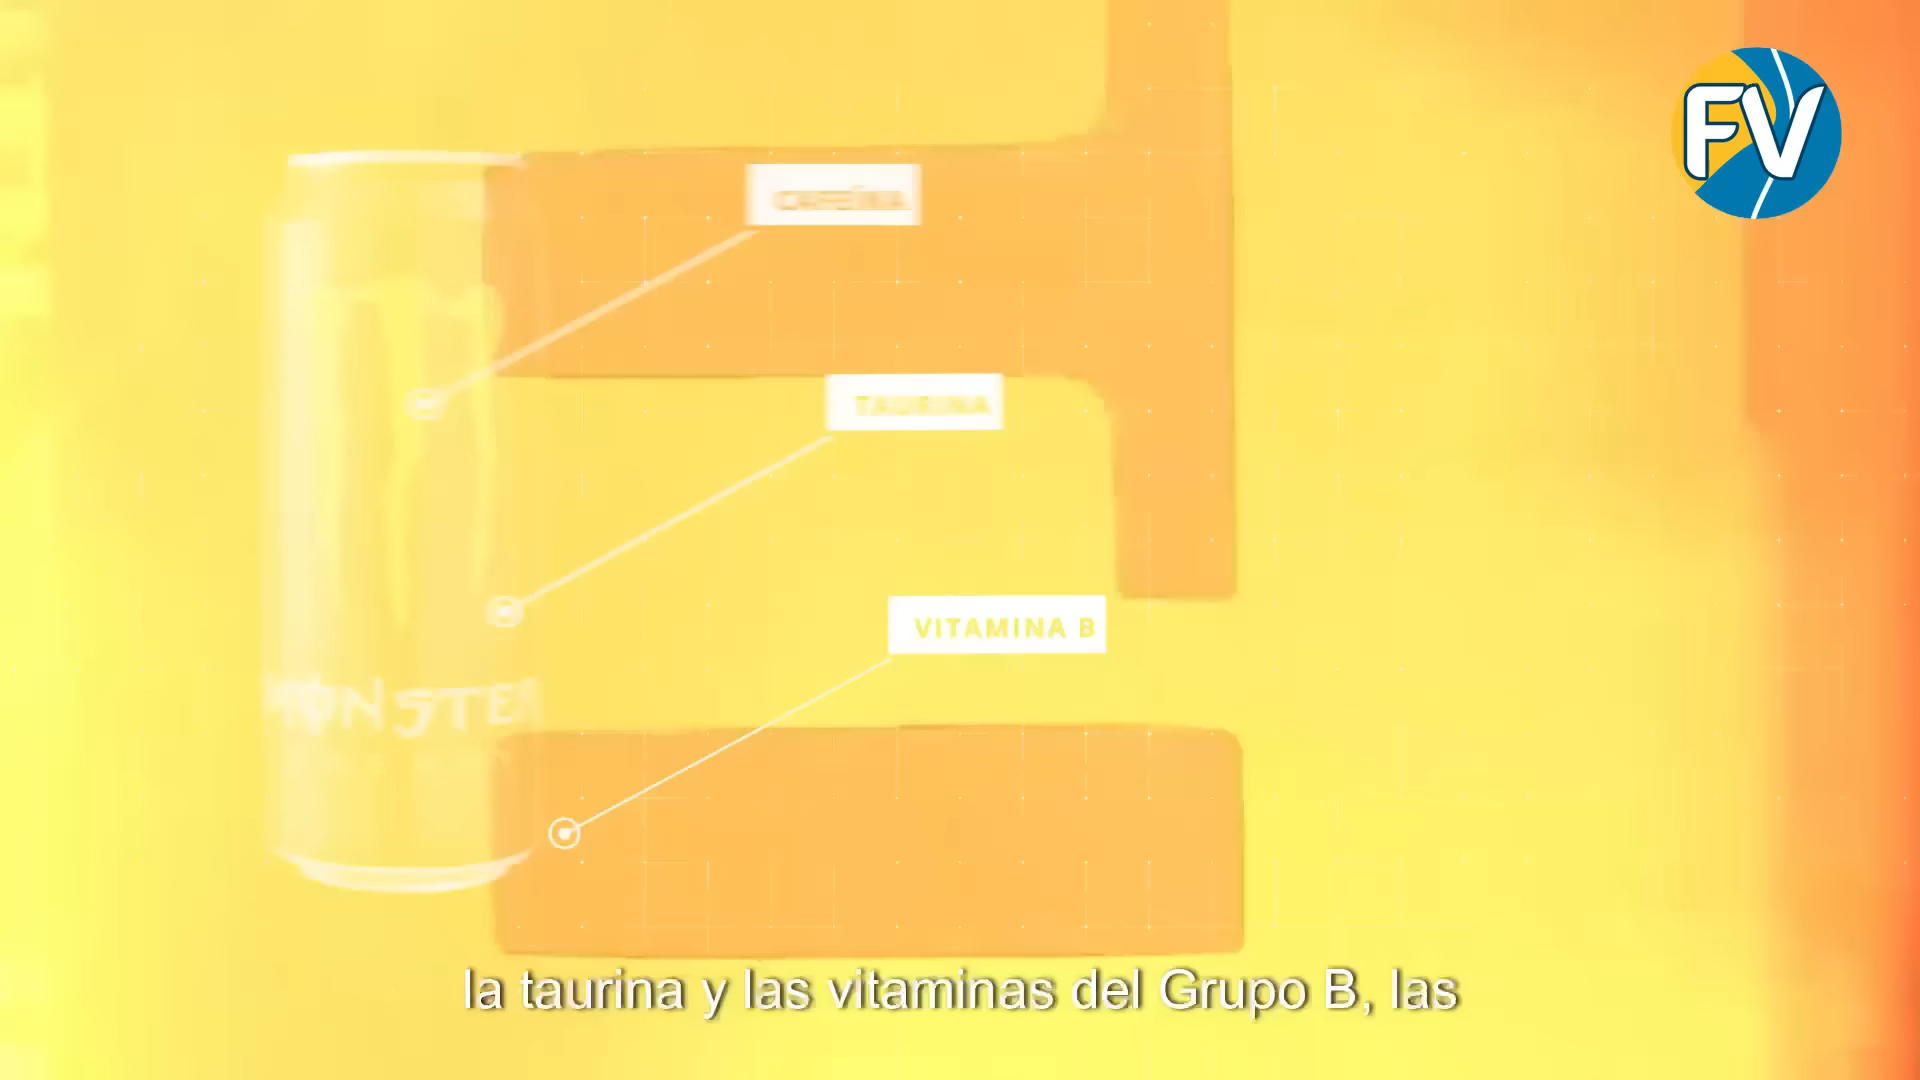 FV
CAFEÍNA
TAURINA
VITAMINA B
MONSTER
la taurina y las vitaminas del Grupo B, las